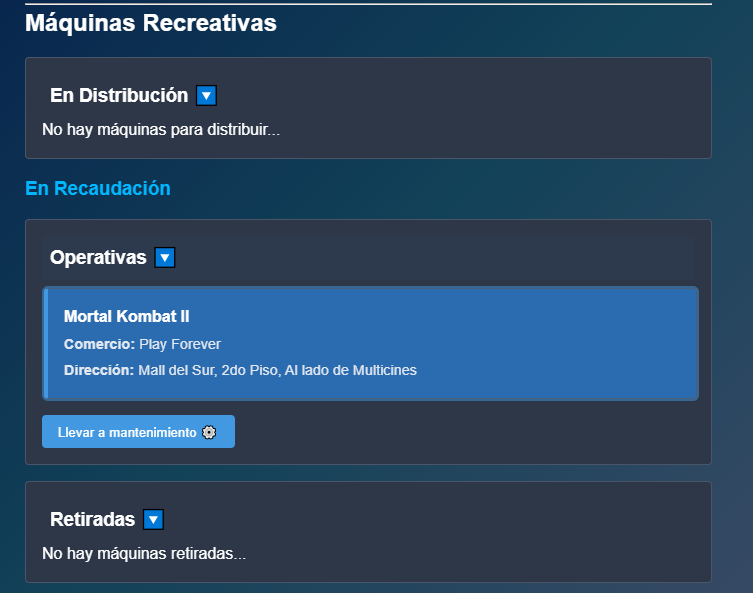 Máquinas Recreativas
En Distribución 🔽
No hay máquinas para distribuir...
En Recaudación
Operativas 🔽
Mortal Kombat II
Comercio: Play Forever
Dirección: Mall del Sur, 2do Piso, Al lado de Multicines
Llevar a mantenimiento ⚙️
Retiradas 🔽
No hay máquinas retiradas...